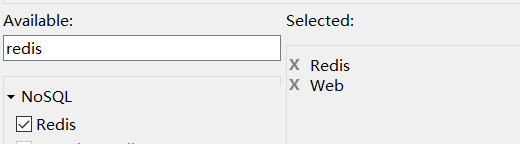 Available:
redis
NoSQL
Redis
Selected:
X Redis
X Web